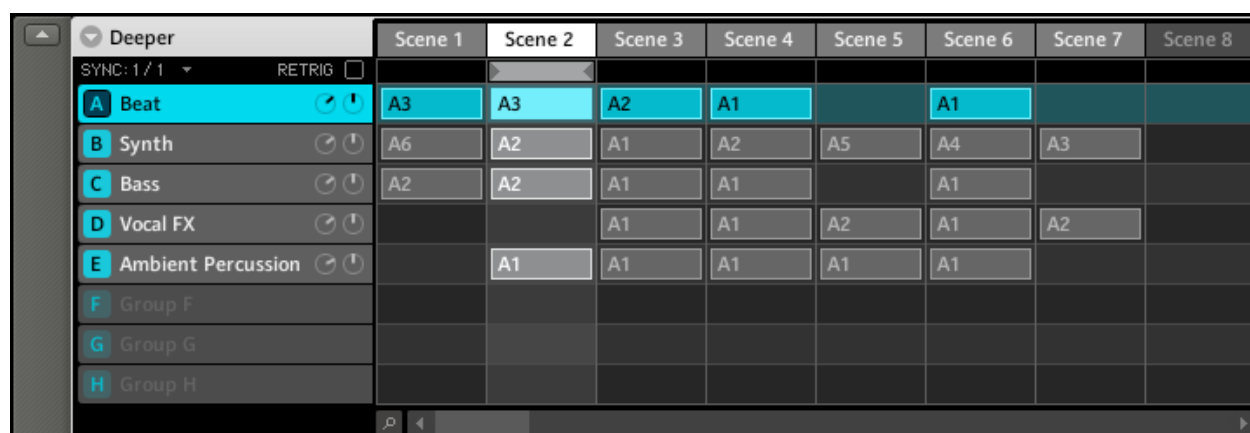 Deeper Scene 1 Scene 2 Scene 3 Scene 4 Scene 5 Scene 6 Scene 7 Scene 8
SYNC: 1 / 1 RETRIG
A Beat A3 A3 A2 A1 A1
B Synth A6 A2 A1 A2 A5 A4 A3
C Bass A2 A2 A1 A1 A1
D Vocal FX A1 A1 A2 A1 A2
E Ambient Percussion A1 A1 A1 A1 A1
F Group F
G Group G
H Group H